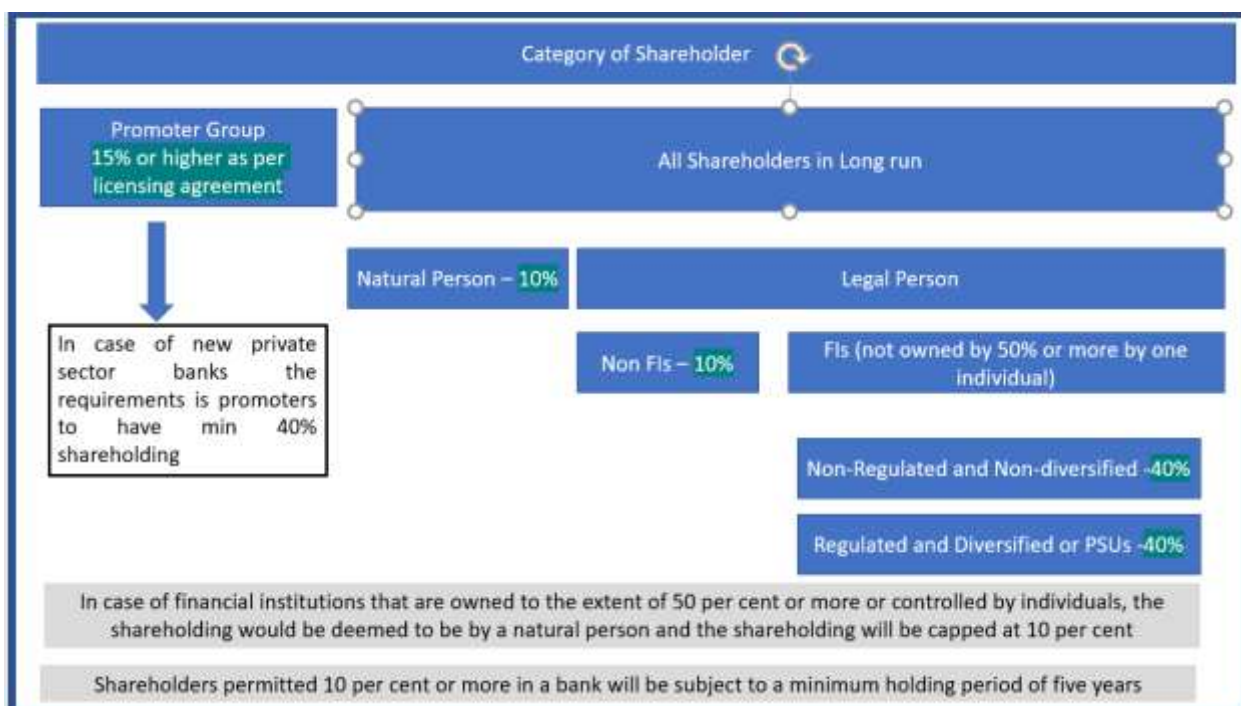 Category of Shareholder
Promoter Group
15% or higher as per
licensing agreement
All Shareholders in Long run
Natural Person – 10%
Legal Person
In case of new private
sector banks the
requirements is promoters
to have min 40%
shareholding
Non FIs – 10%
FIs (not owned by 50% or more by one
individual)
Non-Regulated and Non-diversified -40%
Regulated and Diversified or PSUs -40%
In case of financial institutions that are owned to the extent of 50 per cent or more or controlled by individuals, the
shareholding would be deemed to be by a natural person and the shareholding will be capped at 10 per cent
Shareholders permitted 10 per cent or more in a bank will be subject to a minimum holding period of five years